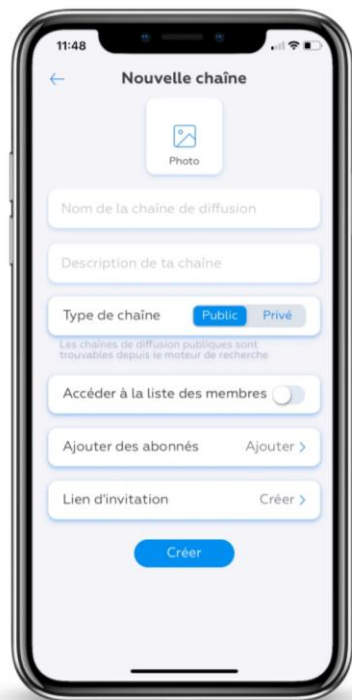 11:48
Nouvelle chaîne
Photo
Nom de la chaîne de diffusion
Description de ta chaîne
Type de chaîne Public Privé
Les chaînes de diffusion publiques sont
trouvables depuis le moteur de recherche
Accéder à la liste des membres
Ajouter des abonnés Ajouter >
Lien d'invitation Créer >
Créer